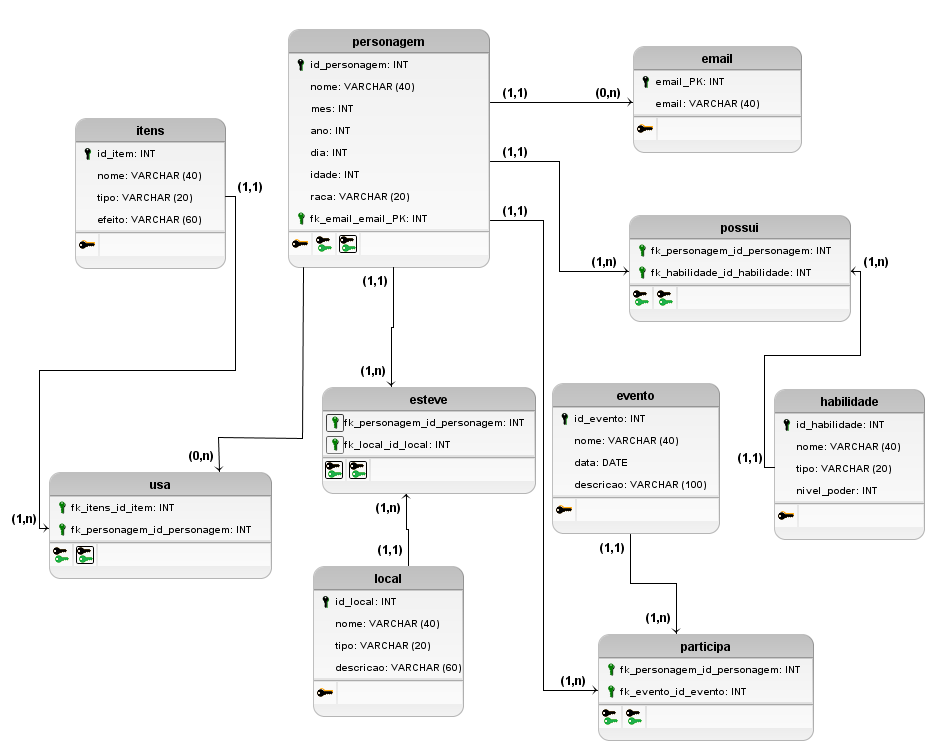 personagem
id_personagem: INT
nome: VARCHAR (40)
mes: INT
ano: INT
dia: INT
idade: INT
raca: VARCHAR (20)
fk_email_email_PK: INT
email
email_PK: INT
email: VARCHAR (40)
itens
id_item: INT
nome: VARCHAR (40)
tipo: VARCHAR (20)
efeito: VARCHAR (60)
(1,1)
(0,n)
(1,1)
(1,1)
(1,1)
possui
fk_personagem_id_personagem: INT
fk_habilidade_id_habilidade: INT
(1,n)
(1,n)
(1,1)
(1,n)
esteve
fk_personagem_id_personagem: INT
fk_local_id_local: INT
evento
id_evento: INT
nome: VARCHAR (40)
data: DATE
descricao: VARCHAR (100)
habilidade
id_habilidade: INT
nome: VARCHAR (40)
tipo: VARCHAR (20)
nivel_poder: INT
(1,1)
(0,n)
usa
fk_itens_id_item: INT
fk_personagem_id_personagem: INT
(1,n)
(1,n)
(1,1)
(1,1)
local
id_local: INT
nome: VARCHAR (40)
tipo: VARCHAR (20)
descricao: VARCHAR (60)
(1,n)
participa
fk_personagem_id_personagem: INT
fk_evento_id_evento: INT
(1,n)